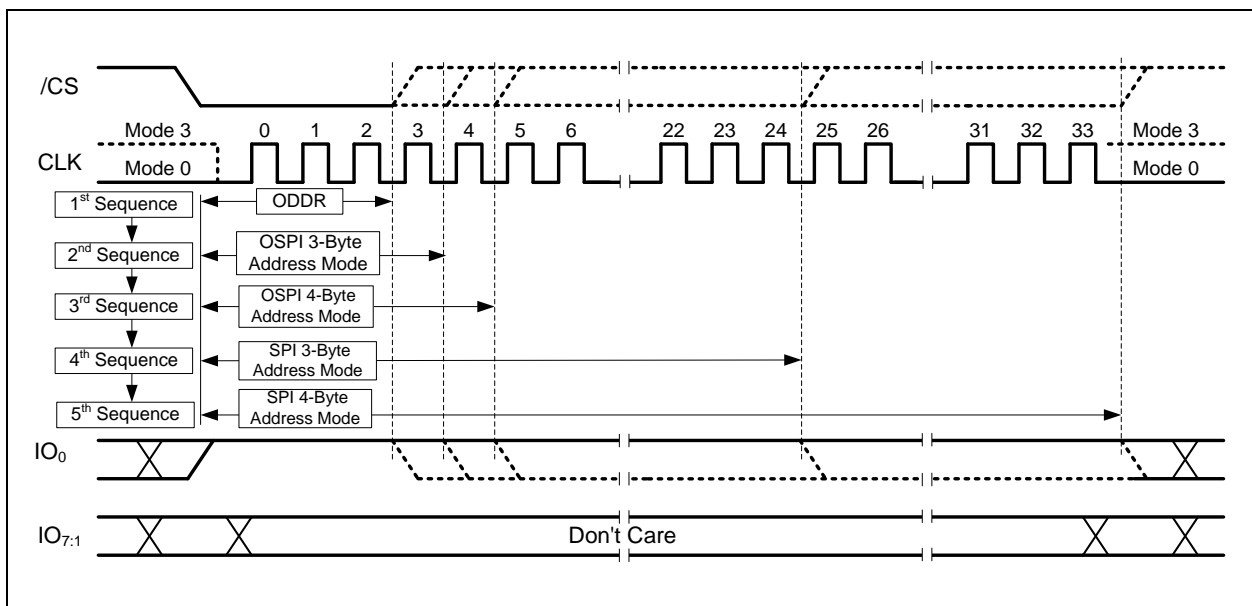 /CS
0 1 2 3 4 5 6 22 23 24 25 26 31 32 33
Mode 3
Mode 3
CLK
Mode 0
Mode 0
1st Sequence
ODDR
2nd Sequence
OSPI 3-Byte
Address Mode
3rd Sequence
OSPI 4-Byte
Address Mode
4th Sequence
SPI 3-Byte
Address Mode
5th Sequence
SPI 4-Byte
Address Mode
IO0
IO7:1
Don't Care